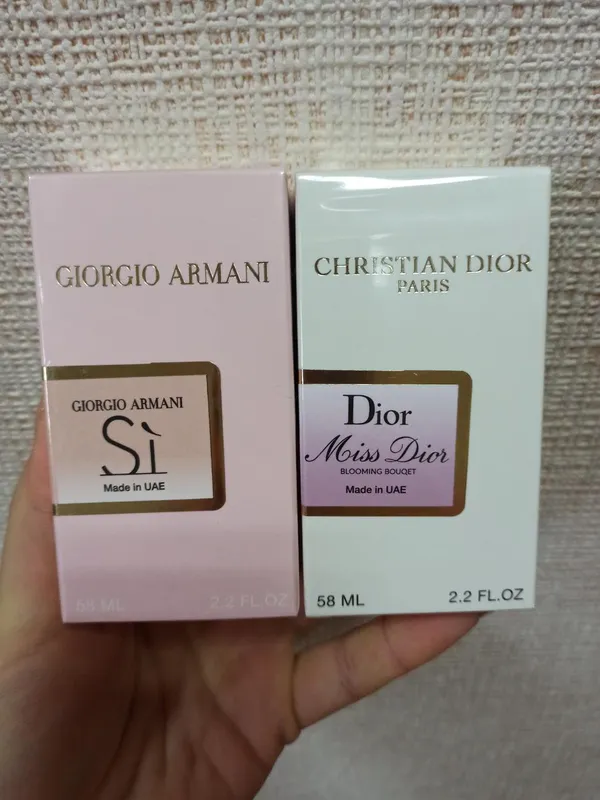 GIORGIO ARMANI
GIORGIO ARMANI
Sì
Made in UAE
58 ML 2.2 FL.OZ
CHRISTIAN DIOR
PARIS
Dior
Miss Dior
BLOOMING BOUQET
Made in UAE
58 ML 2.2 FL.OZ